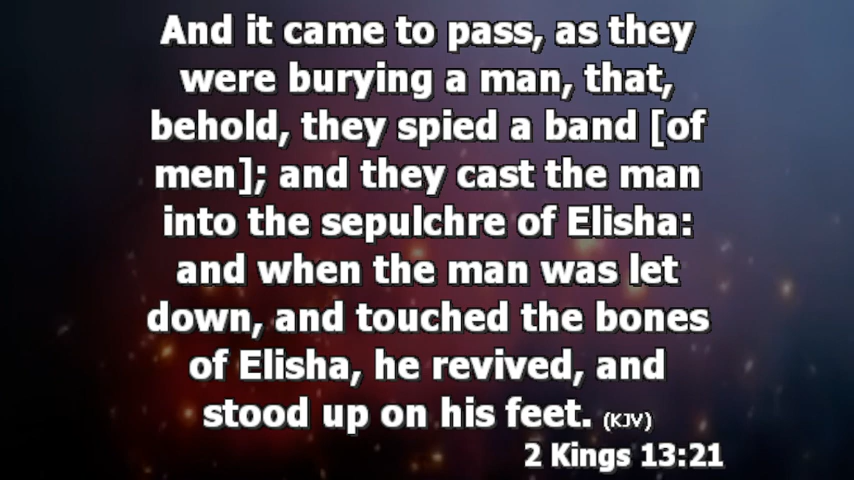 And it came to pass, as they
were burying a man, that,
behold, they spied a band [of
men]; and they cast the man
into the sepulchre of Elisha:
and when the man was let
down, and touched the bones
of Elisha, he revived, and
stood up on his feet. (KJV)
2 Kings 13:21